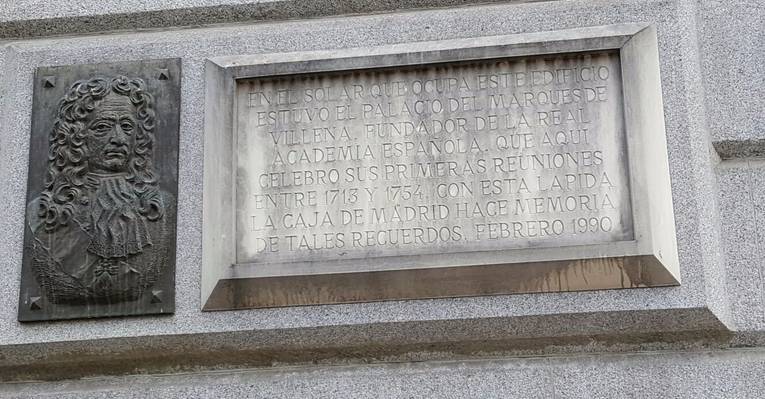 EN EL SOLAR QUE OCUPA ESTE EDIFICIO
ESTUVO EL PALACIO DEL MARQUES DE
VILLENA, FUNDADOR DE LA REAL
ACADEMIA ESPAÑOLA, QUE AQUI
CELEBRO SUS PRIMERAS REUNIONES
ENTRE 1713 Y 1754. CON ESTA LAPIDA
LA CAJA DE MADRID HACE MEMORIA
DE TALES RECUERDOS. FEBRERO 1990